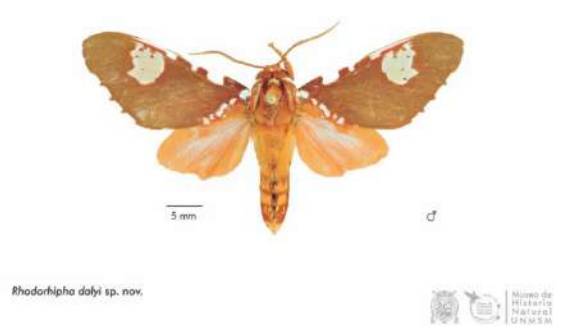 5 mm
♂
Rhodorhipha dalyi sp. nov.
Museo de
Historia
Natural
UNMSM